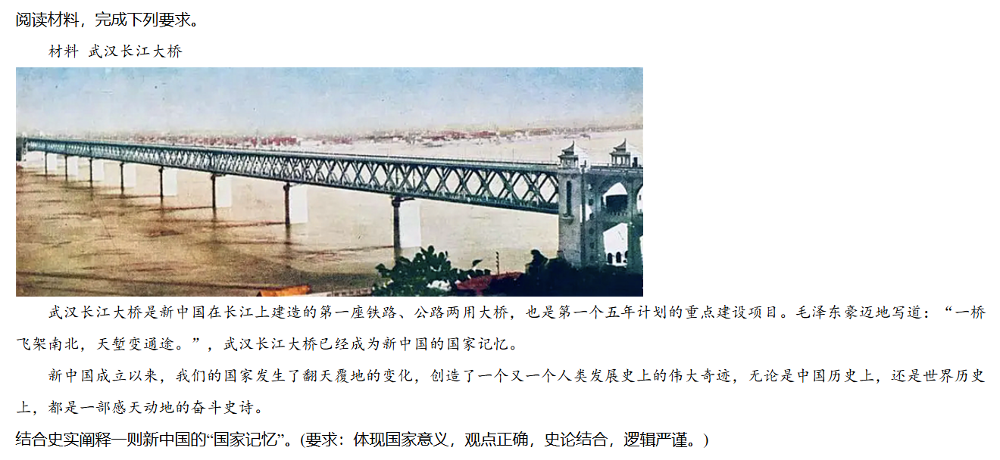 阅读材料，完成下列要求。
材料 武汉长江大桥
武汉长江大桥是新中国在长江上建造的第一座铁路、公路两用大桥，也是第一个五年计划的重点建设项目。毛泽东豪迈地写道：“一桥
飞架南北，天堑变通途。”，武汉长江大桥已经成为新中国的国家记忆。
新中国成立以来，我们的国家发生了翻天覆地的变化，创造了一个又一个人类发展史上的伟大奇迹，无论是中国历史上，还是世界历史
上，都是一部感天动地的奋斗史诗。
结合史实阐释一则新中国的“国家记忆”。(要求：体现国家意义，观点正确，史论结合，逻辑严谨。)